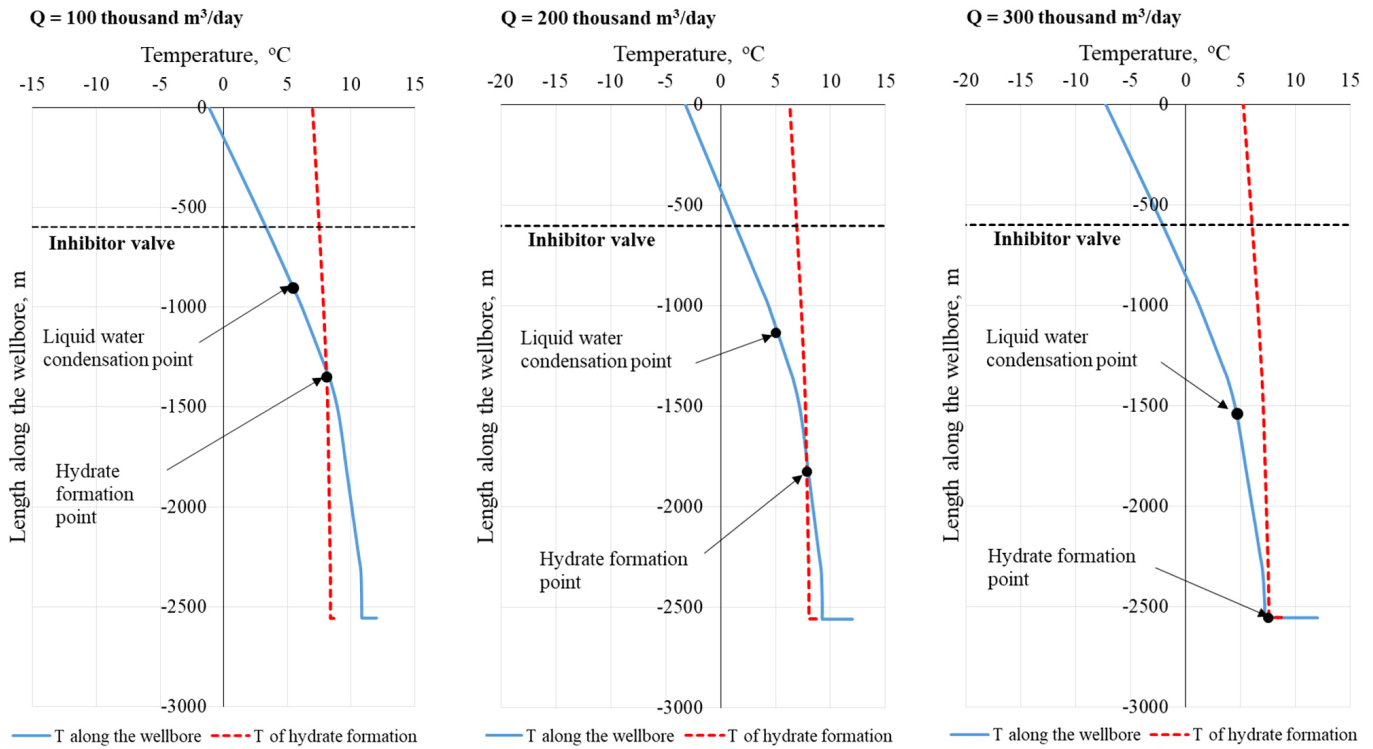 Q = 100 thousand m³/day
Temperature, °C
-15 -10 -5 0 5 10 15
0
-500
-1000
-1500
-2000
-2500
-3000
Length along the wellbore, m
Inhibitor valve
Liquid water
condensation point
Hydrate
formation
point
T along the wellbore T of hydrate formation
Q = 200 thousand m³/day
Temperature, °C
-20 -15 -10 -5 0 5 10 15
0
-500
-1000
-1500
-2000
-2500
-3000
Length along the wellbore, m
Inhibitor valve
Liquid water
condensation point
Hydrate formation
point
T along the wellbore T of hydrate formation
Q = 300 thousand m³/day
Temperature, °C
-20 -15 -10 -5 0 5 10 15
0
-500
-1000
-1500
-2000
-2500
-3000
Length along the wellbore, m
Inhibitor valve
Liquid water
condensation point
Hydrate formation
point
T along the wellbore T of hydrate formation